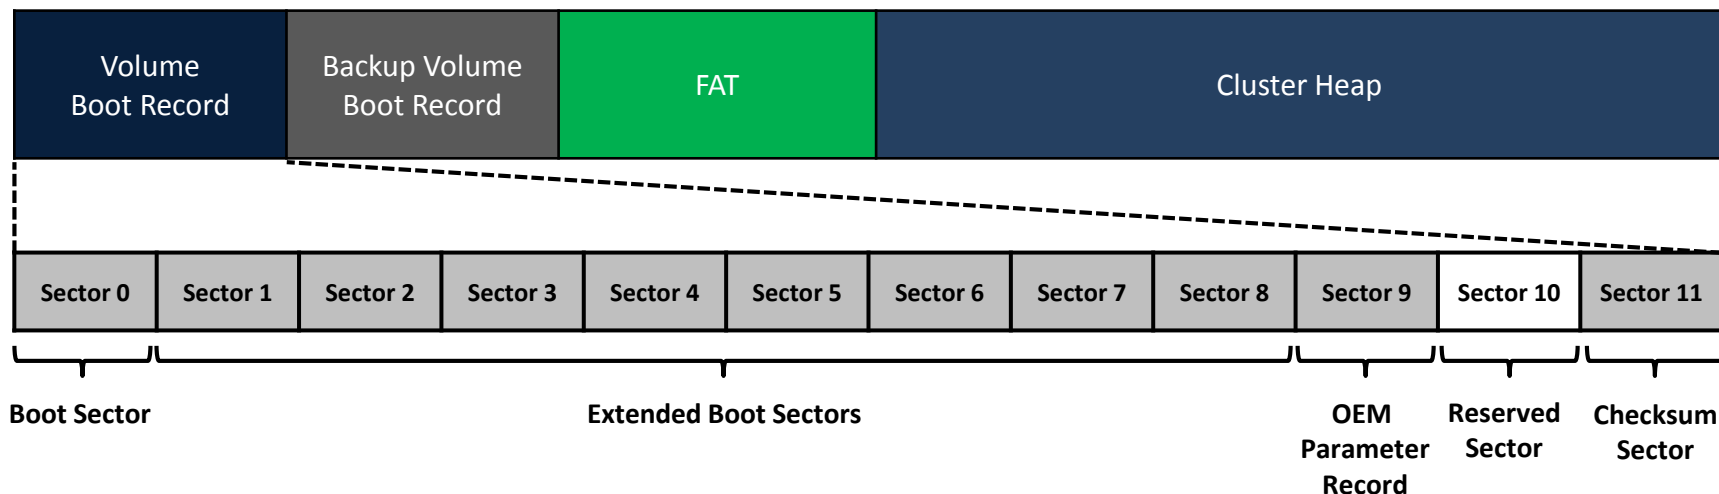 Volume
Boot Record
Backup Volume
Boot Record
FAT
Cluster Heap
Sector 0
Sector 1
Sector 2
Sector 3
Sector 4
Sector 5
Sector 6
Sector 7
Sector 8
Sector 9
Sector 10
Sector 11
Boot Sector
Extended Boot Sectors
OEM
Parameter
Record
Reserved
Sector
Checksum
Sector